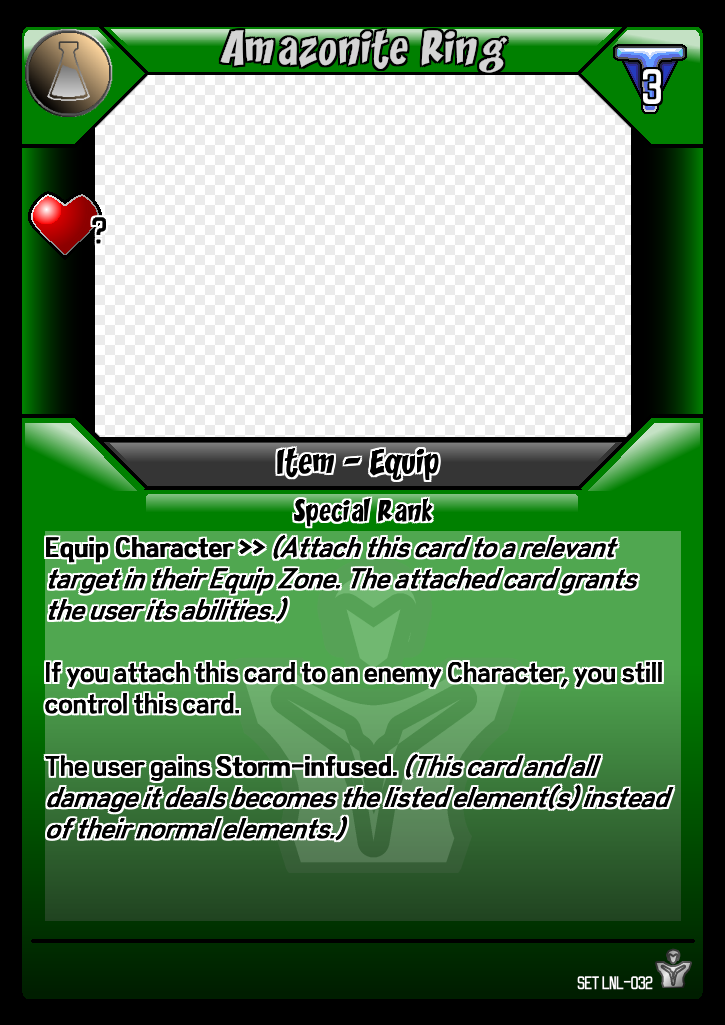 Amazonite Ring
3
?
Item - Equip
Special Rank
Equip Character >> (Attach this card to a relevant
target in their Equip Zone. The attached card grants
the user its abilities.)
If you attach this card to an enemy Character, you still
control this card.
The user gains Storm-infused. (This card and all
damage it deals becomes the listed element(s) instead
of their normal elements.)
SET LNL-032